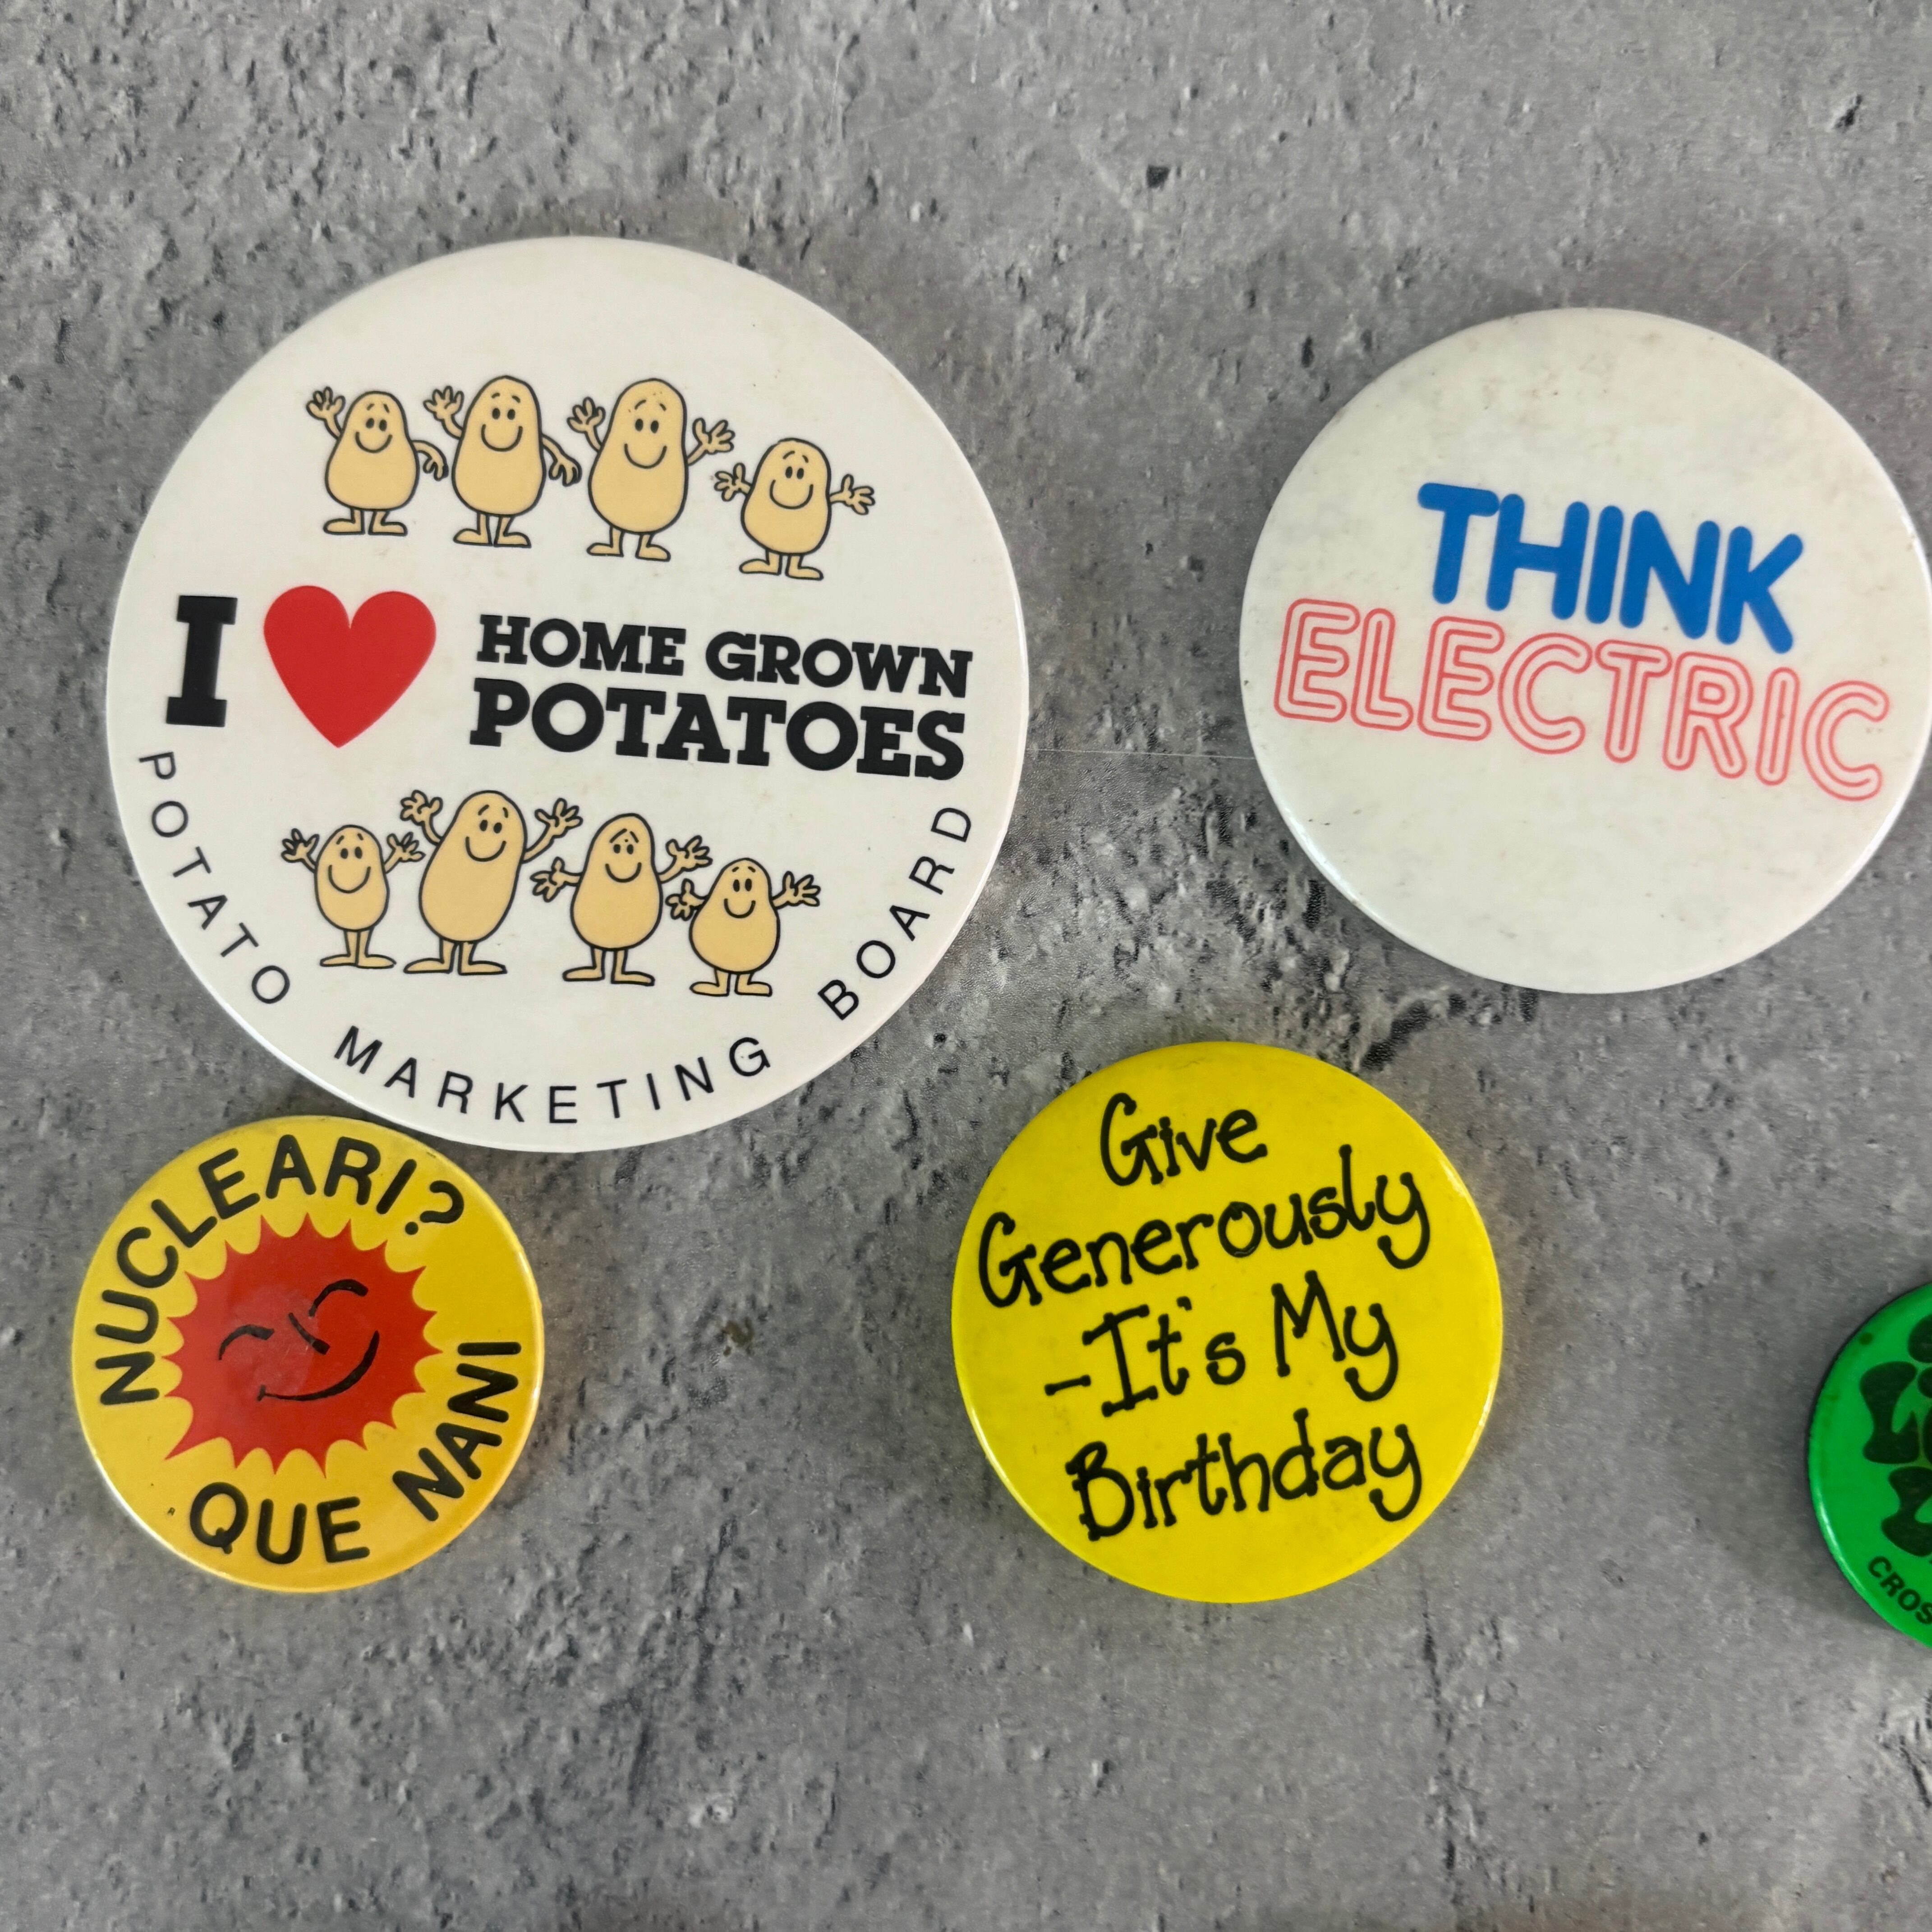 I
HOME GROWN
POTATOES
POTATO MARKETING BOARD
THINK
ELECTRIC
NUCLEARI?
QUE NANI
Give
Generously
-It's My
Birthday